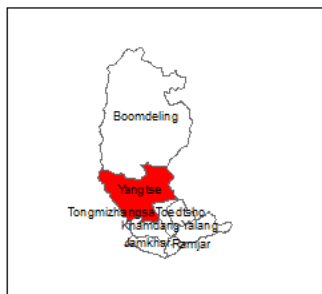 Boomdeling
Yangtse
Tongmizhangsa Toedtsho
Khamdang Yalang
Jamkhar Ramjar